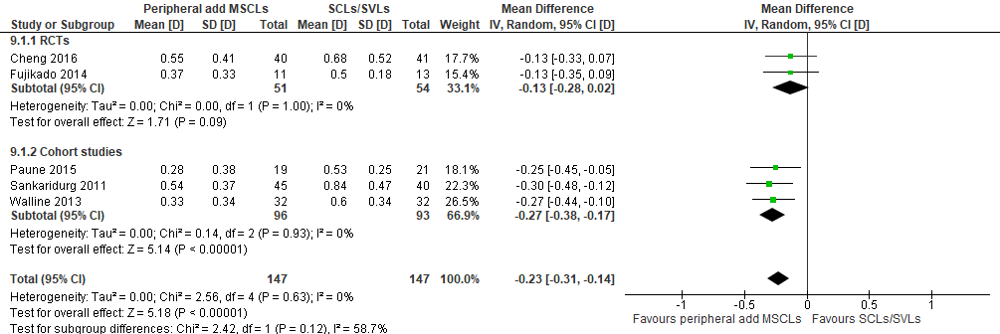 Peripheral add MSCLs SCLs/SVLs Mean Difference Mean Difference
Study or Subgroup Mean [D] SD [D] Total Mean [D] SD [D] Total Weight IV, Random, 95% CI [D] IV, Random, 95% CI [D]
9.1.1 RCTs
Cheng 2016 0.55 0.41 40 0.68 0.52 41 17.7% -0.13 [-0.33, 0.07]
Fujikado 2014 0.37 0.33 11 0.5 0.18 13 15.4% -0.13 [-0.35, 0.09]
Subtotal (95% CI) 51 54 33.1% -0.13 [-0.28, 0.02]
Heterogeneity: Tau² = 0.00; Chi² = 0.00, df = 1 (P = 1.00); I² = 0%
Test for overall effect: Z = 1.71 (P = 0.09)
9.1.2 Cohort studies
Paune 2015 0.28 0.38 19 0.53 0.25 21 18.1% -0.25 [-0.45, -0.05]
Sankaridurg 2011 0.54 0.37 45 0.84 0.47 40 22.3% -0.30 [-0.48, -0.12]
Walline 2013 0.33 0.34 32 0.6 0.34 32 26.5% -0.27 [-0.44, -0.10]
Subtotal (95% CI) 96 93 66.9% -0.27 [-0.38, -0.17]
Heterogeneity: Tau² = 0.00; Chi² = 0.14, df = 2 (P = 0.93); I² = 0%
Test for overall effect: Z = 5.14 (P < 0.00001)
Total (95% CI) 147 147 100.0% -0.23 [-0.31, -0.14]
Heterogeneity: Tau² = 0.00; Chi² = 2.56, df = 4 (P = 0.63); I² = 0%
Test for overall effect: Z = 5.18 (P < 0.00001)
Test for subgroup differences: Chi² = 2.42, df = 1 (P = 0.12), I² = 58.7%
-1 -0.5 0 0.5 1
Favours peripheral add MSCLs Favours SCLs/SVLs